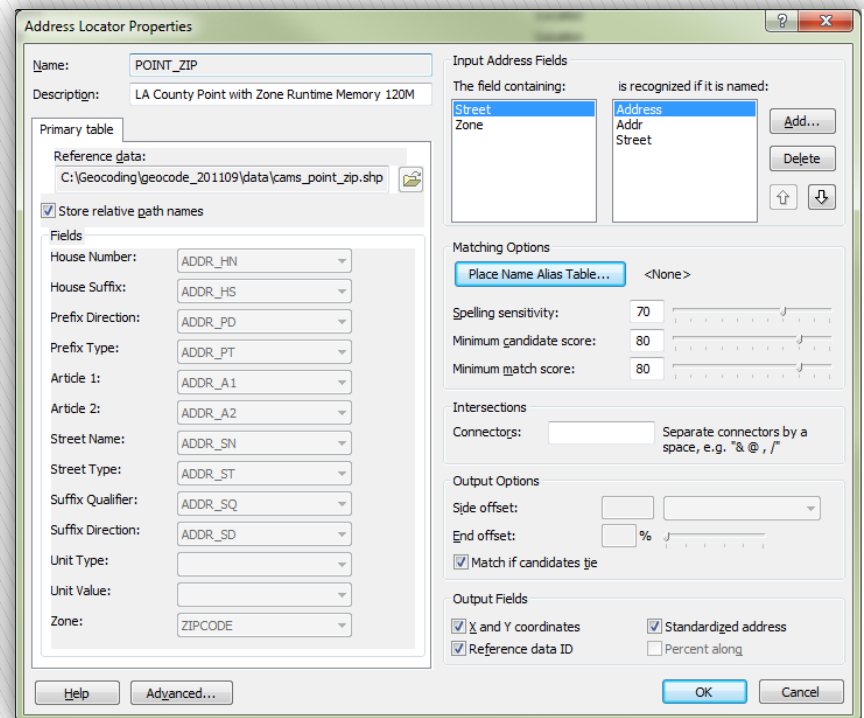 Address Locator Properties
Name: POINT_ZIP
Description: LA County Point with Zone Runtime Memory 120M
Primary table
Reference data:
C:\Geocoding\geocode_201109\data\cams_point_zip.shp
Store relative path names
Fields
House Number: ADDR_HN
House Suffix: ADDR_HS
Prefix Direction: ADDR_PD
Prefix Type: ADDR_PT
Article 1: ADDR_A1
Article 2: ADDR_A2
Street Name: ADDR_SN
Street Type: ADDR_ST
Suffix Qualifier: ADDR_SQ
Suffix Direction: ADDR_SD
Unit Type:
Unit Value:
Zone: ZIPCODE
Help Advanced...
Input Address Fields
The field containing: is recognized if it is named:
Street Address
Zone Addr
Street
Add...
Delete
Matching Options
Place Name Alias Table... <None>
Spelling sensitivity: 70
Minimum candidate score: 80
Minimum match score: 80
Intersections
Connectors: Separate connectors by a
space, e.g. "& @ , /"
Output Options
Side offset:
End offset: %
Match if candidates tie
Output Fields
X and Y coordinates Standardized address
Reference data ID Percent along
OK Cancel